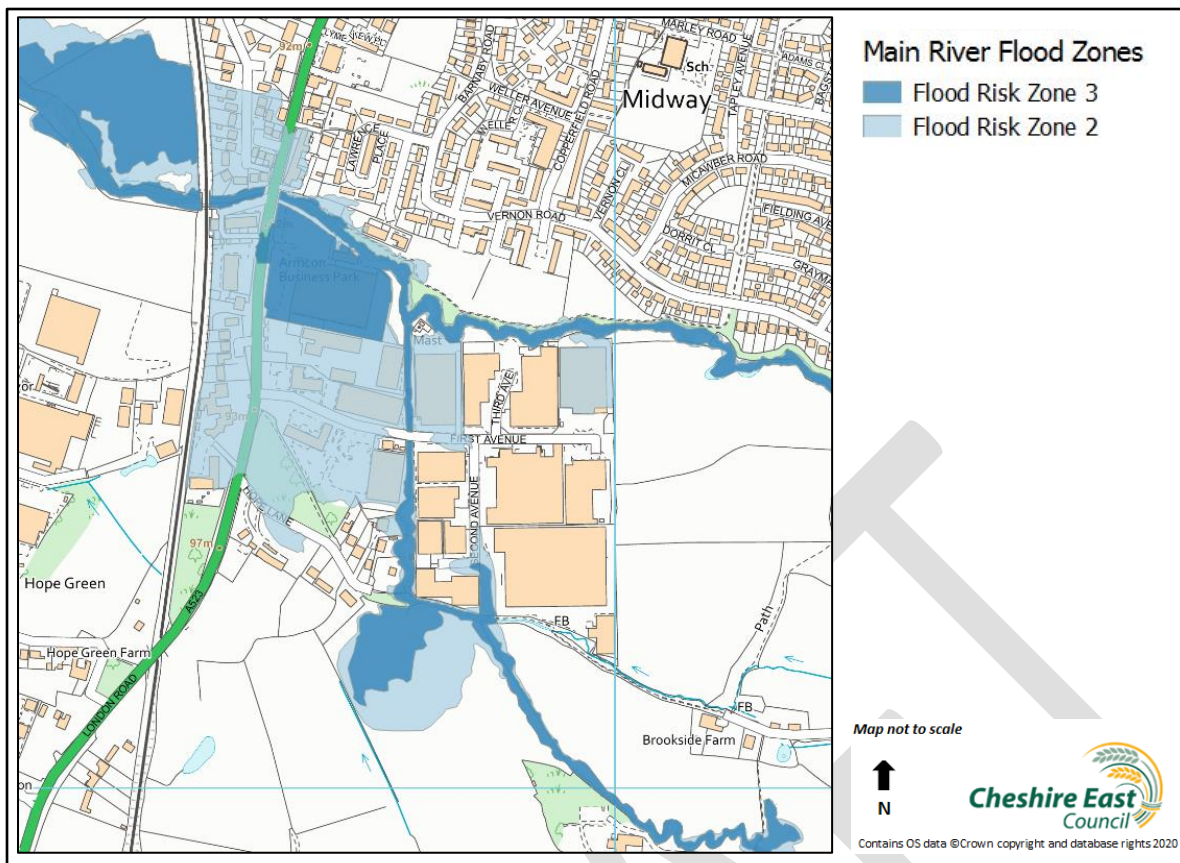 Main River Flood Zones
Flood Risk Zone 3
Flood Risk Zone 2
LYME VIEW
92m
BARNABY ROAD
MARLEY ROAD
ADAMS CL
Sch
WELLER AVENUE
Midway
TAPLEY AVENUE
LAWRENCE
PLACE
COPPERFIELD ROAD
MICAWBER ROAD
VERNON CL
VERNON ROAD
DORRIT CL
Armcon
Business Park
Mast
THIRD AVE
FIRST AVENUE
93m
HOPE LANE
SECOND AVENUE
97m
Hope Green
A523
FB
Path
Hope Green Farm
LONDON ROAD
FB
Brookside Farm
Map not to scale
N
Cheshire East
Council
Contains OS data ©Crown copyright and database rights 2020